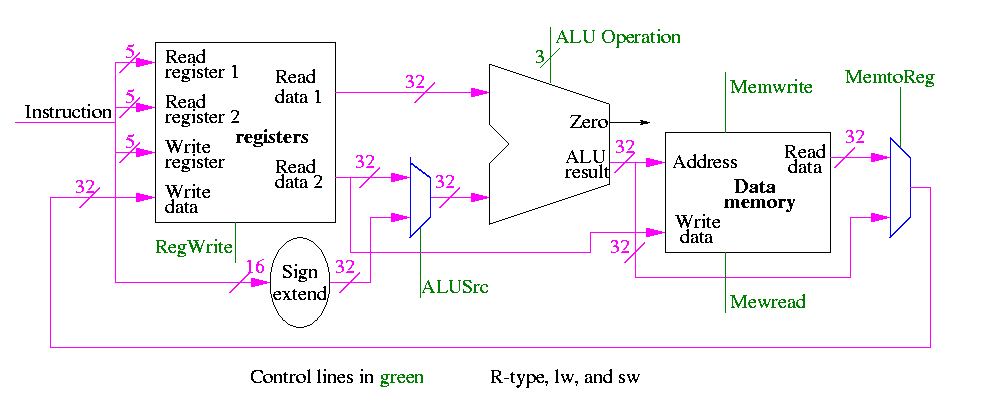 ALU Operation
3
5
Read
register 1
Read
data 1
32
Memwrite
MemtoReg
Instruction
5
Read
register 2
registers
Zero
5
Write
register
Read
data 2
32
32
ALU
result
32
Address
Read
data
32
32
Write
data
Data
memory
Write
data
RegWrite
16
Sign
extend
32
ALUSrc
32
Mewread
Control lines in green
R-type, lw, and sw